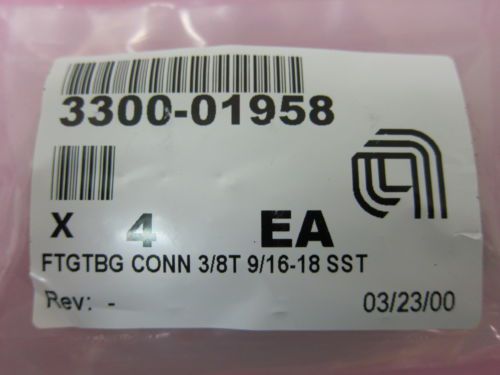 3300-01958
X 4 EA
FTGTBG CONN 3/8T 9/16-18 SST
Rev: - 03/23/00